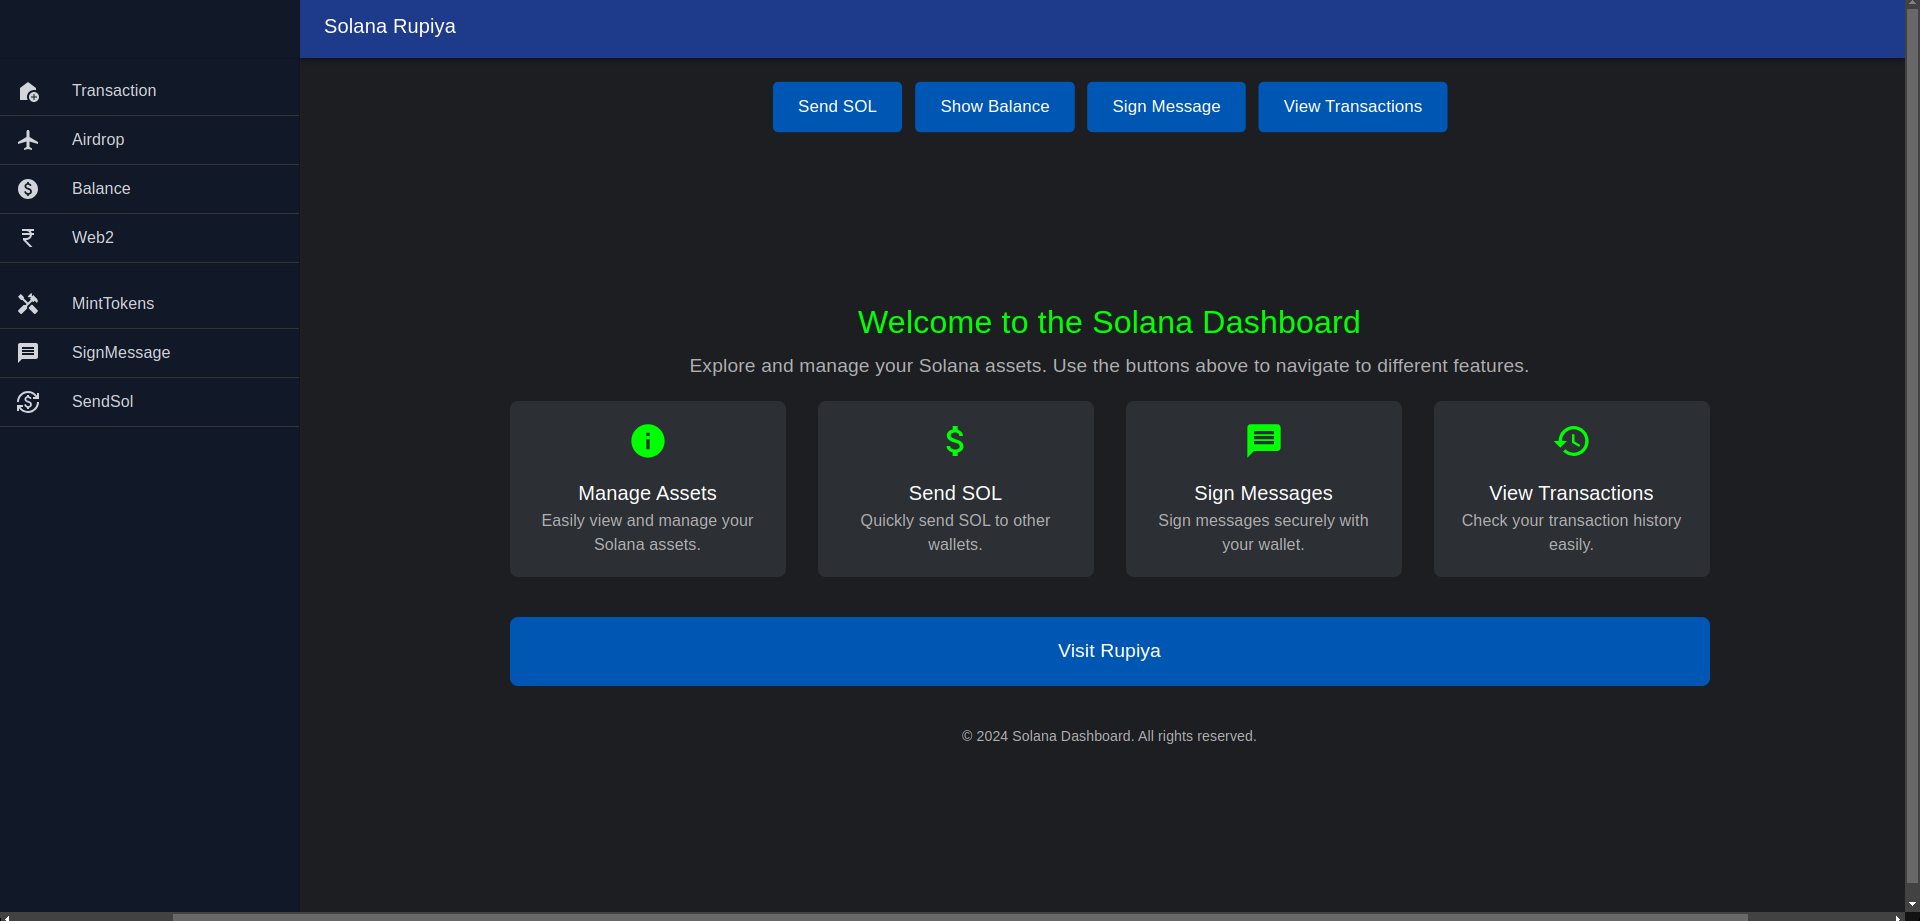 Solana Rupiya
Transaction
Airdrop
Balance
Web2
MintTokens
SignMessage
SendSol
Send SOL
Show Balance
Sign Message
View Transactions
Welcome to the Solana Dashboard
Explore and manage your Solana assets. Use the buttons above to navigate to different features.
Manage Assets
Easily view and manage your
Solana assets.
Send SOL
Quickly send SOL to other
wallets.
Sign Messages
Sign messages securely with
your wallet.
View Transactions
Check your transaction history
easily.
Visit Rupiya
© 2024 Solana Dashboard. All rights reserved.